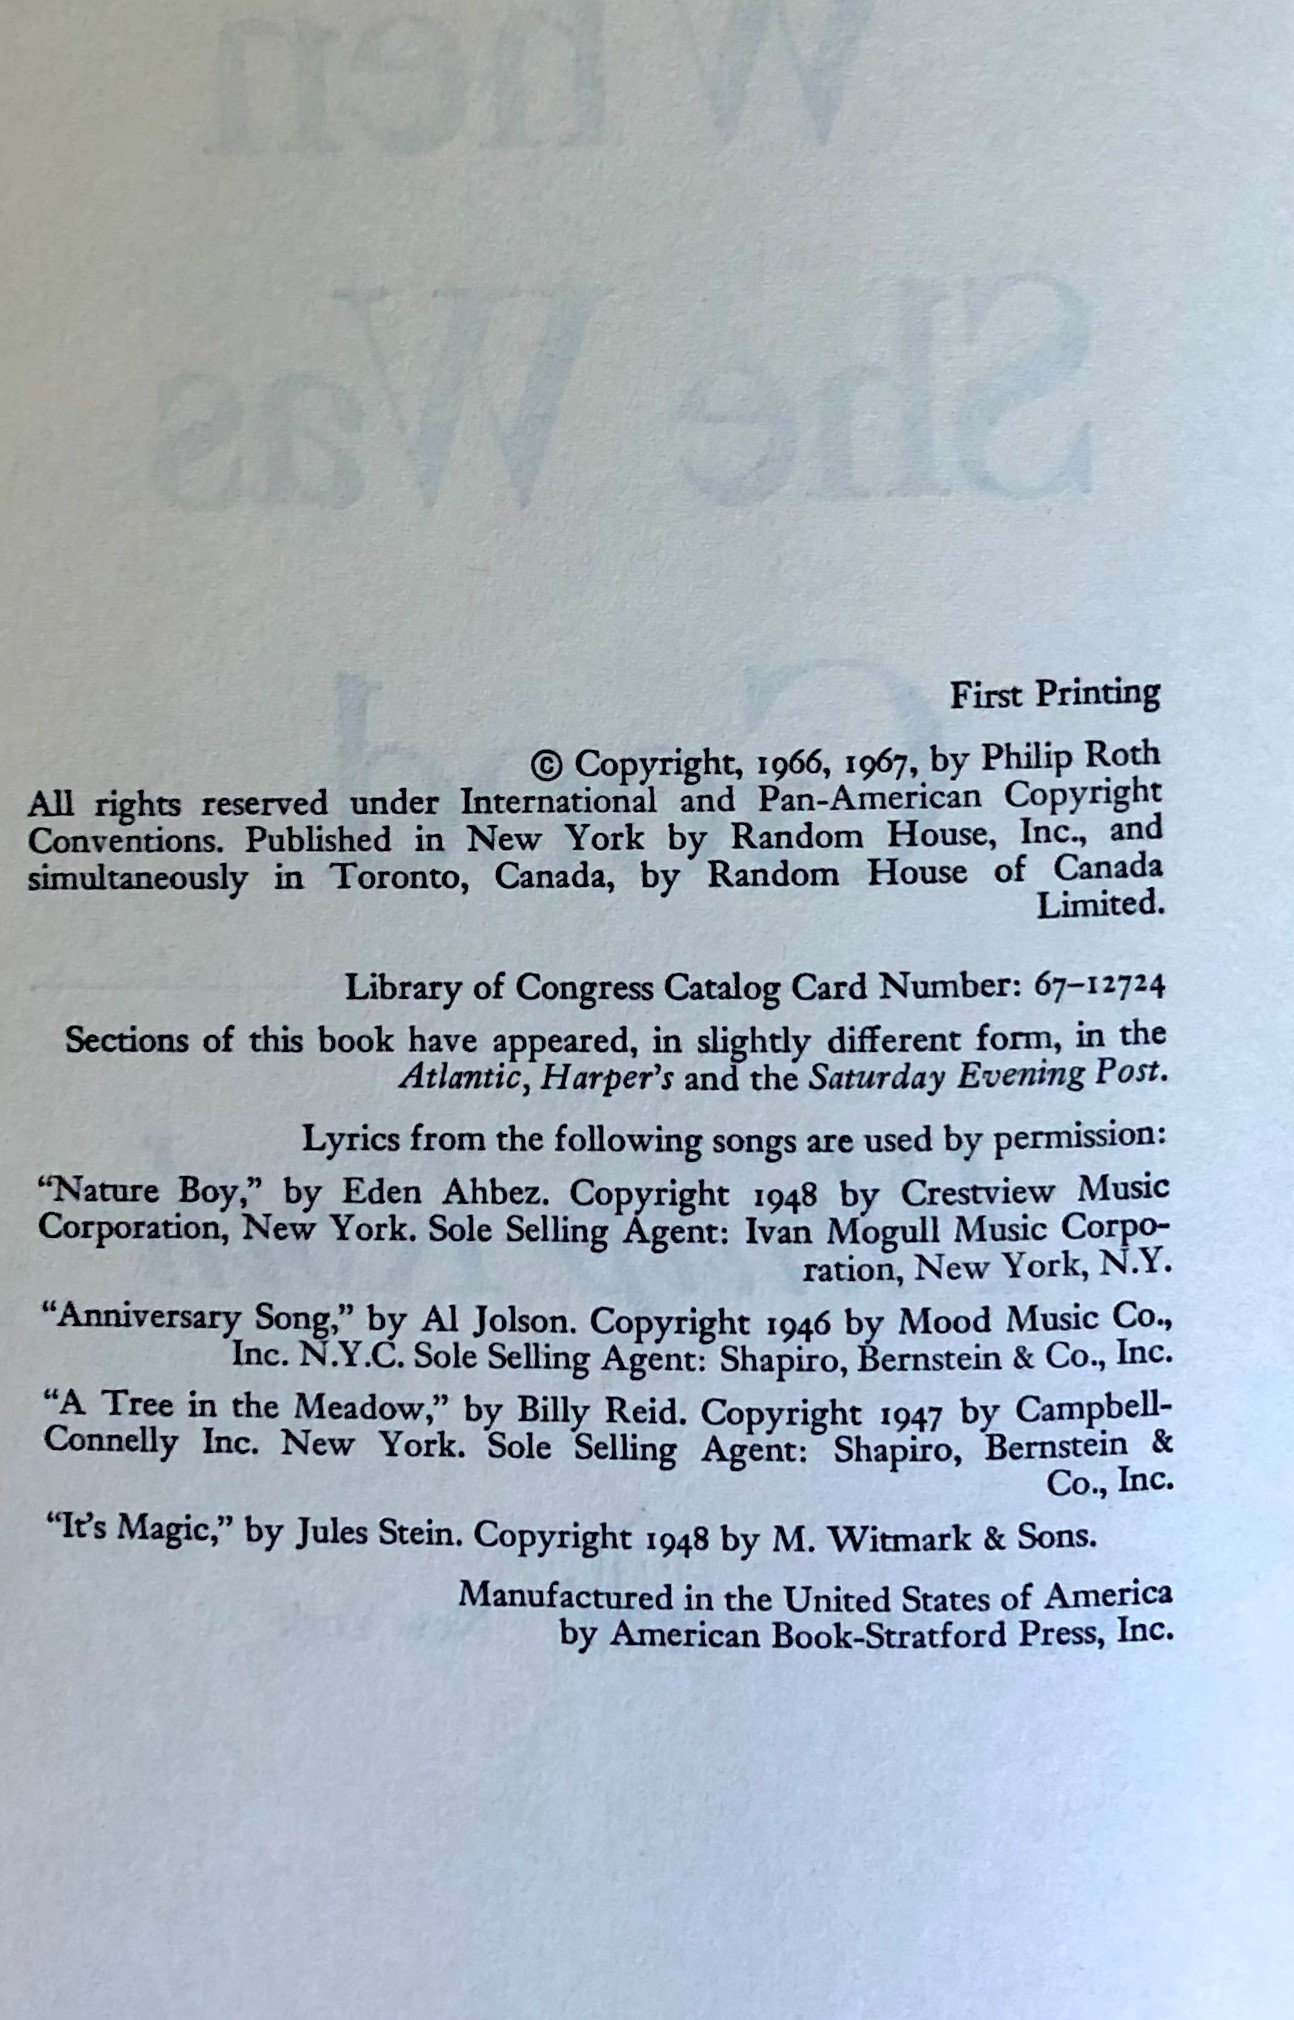 When
She Was
Good
First Printing
© Copyright, 1966, 1967, by Philip Roth
All rights reserved under International and Pan-American Copyright
Conventions. Published in New York by Random House, Inc., and
simultaneously in Toronto, Canada, by Random House of Canada
Limited.
Library of Congress Catalog Card Number: 67–12724
Sections of this book have appeared, in slightly different form, in the
Atlantic, Harper's and the Saturday Evening Post.
Lyrics from the following songs are used by permission:
“Nature Boy,” by Eden Ahbez. Copyright 1948 by Crestview Music
Corporation, New York. Sole Selling Agent: Ivan Mogull Music Corpo-
ration, New York, N.Y.
“Anniversary Song,” by Al Jolson. Copyright 1946 by Mood Music Co.,
Inc. N.Y.C. Sole Selling Agent: Shapiro, Bernstein & Co., Inc.
“A Tree in the Meadow,” by Billy Reid. Copyright 1947 by Campbell-
Connelly Inc. New York. Sole Selling Agent: Shapiro, Bernstein &
Co., Inc.
“It's Magic,” by Jules Stein. Copyright 1948 by M. Witmark & Sons.
Manufactured in the United States of America
by American Book-Stratford Press, Inc.